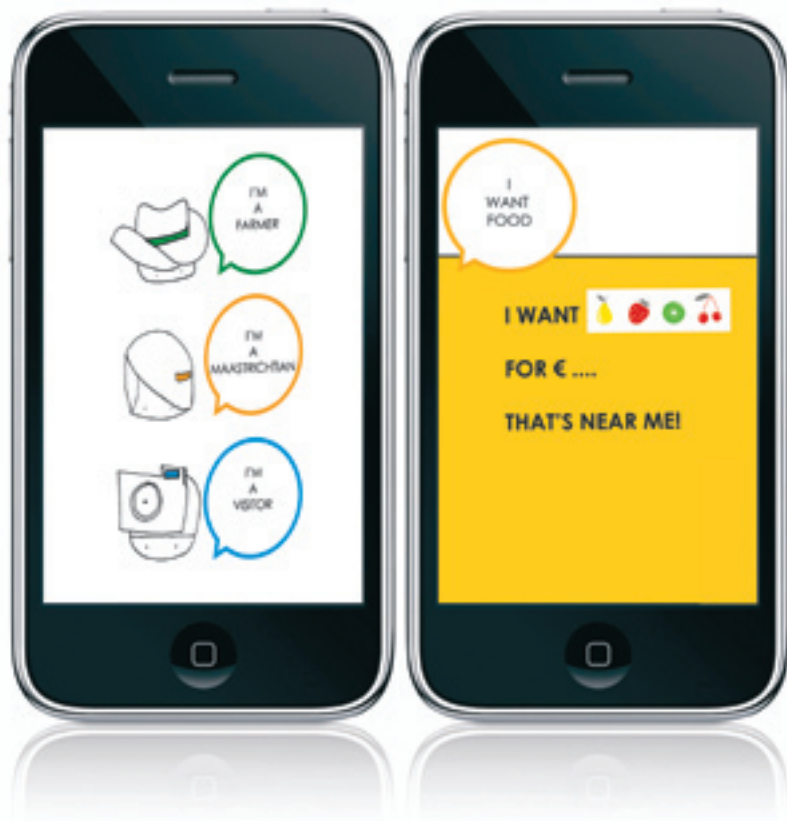 I'M
A
FARMER
I'M
A
MAASTRICHTIAN
I'M
A
VISITOR
I
WANT
FOOD
I WANT
FOR € ....
THAT'S NEAR ME!